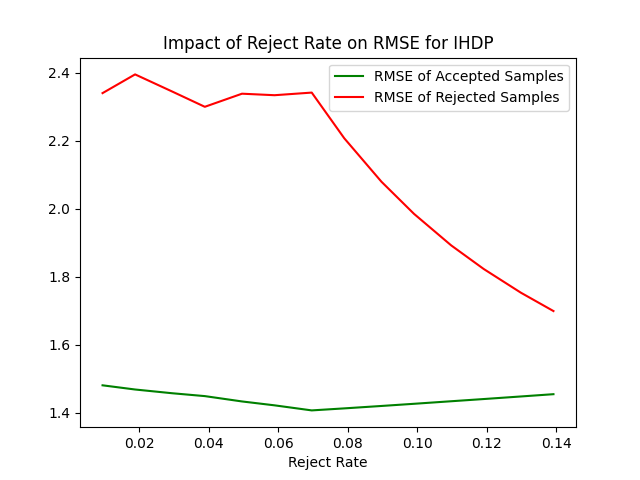 Impact of Reject Rate on RMSE for IHDP
RMSE of Accepted Samples
RMSE of Rejected Samples
2.4
2.2
2.0
1.8
1.6
1.4
0.02 0.04 0.06 0.08 0.10 0.12 0.14
Reject Rate